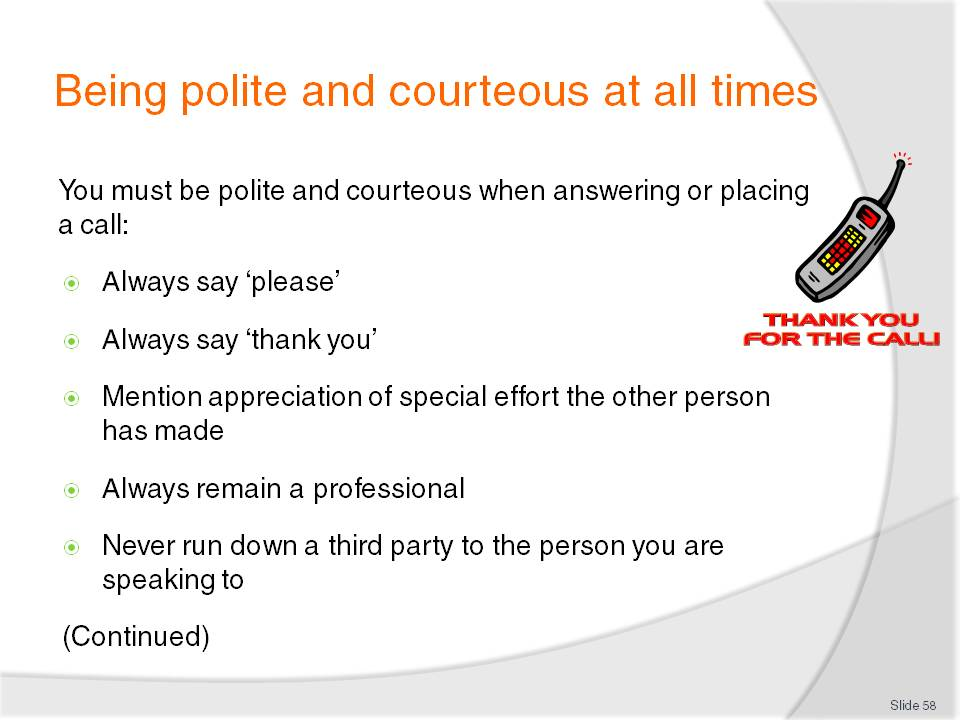 Being polite and courteous at all times
You must be polite and courteous when answering or placing
a call:
Always say ‘please’
Always say ‘thank you’
Mention appreciation of special effort the other person
has made
Always remain a professional
Never run down a third party to the person you are
speaking to
(Continued)
THANK YOU
FOR THE CALL!
Slide 58